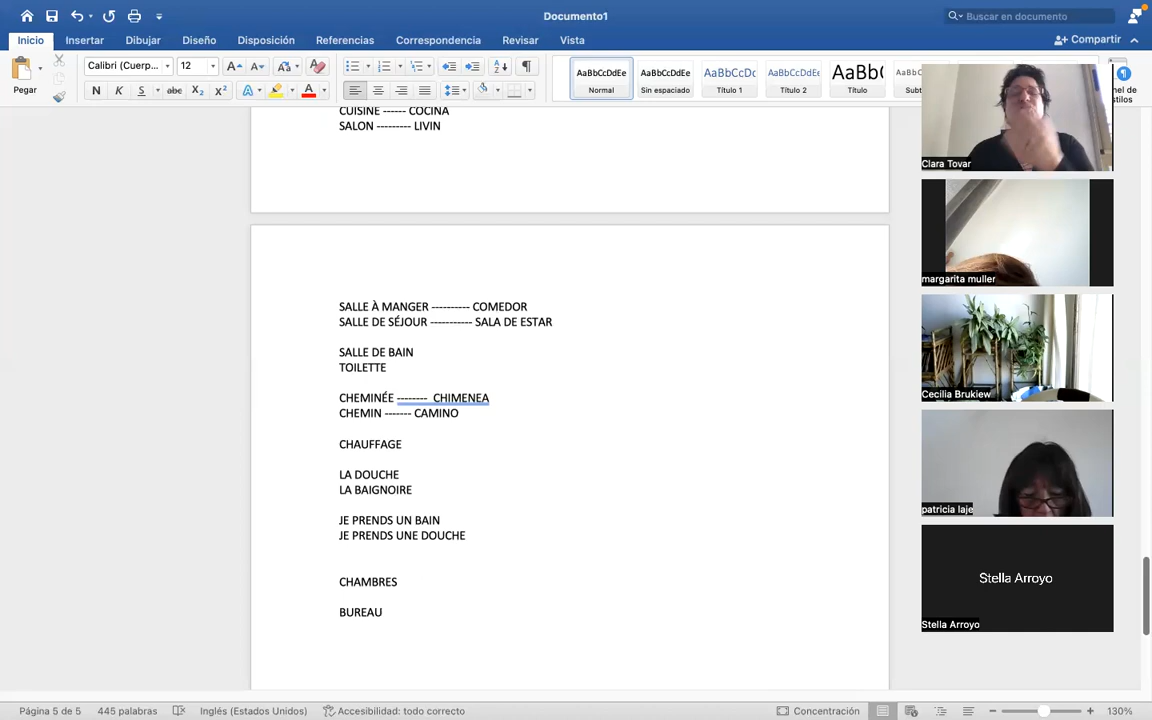 Documento1
Buscar en documento
Inicio
Insertar
Dibujar
Diseño
Disposición
Referencias
Correspondencia
Revisar
Vista
Compartir
Pegar
Calibri (Cuerp...
12
AaBbCcDdEe
Normal
AaBbCcDdEe
Sin espaciado
AaBbCcDc
Título 1
AaBbCcDdEe
Título 2
AaBb(
Título
AaBbC
Subt
CUISINE ------ COCINA
SALON --------- LIVIN
SALLE À MANGER ---------- COMEDOR
SALLE DE SÉJOUR ----------- SALA DE ESTAR
SALLE DE BAIN
TOILETTE
CHEMINÉE -------- CHIMENEA
CHEMIN ------- CAMINO
CHAUFFAGE
LA DOUCHE
LA BAIGNOIRE
JE PRENDS UN BAIN
JE PRENDS UNE DOUCHE
CHAMBRES
BUREAU
Clara Tovar
margarita muller
Cecilia Brukiew
patricia laje
Stella Arroyo
Stella Arroyo
Página 5 de 5
445 palabras
Inglés (Estados Unidos)
Accesibilidad: todo correcto
Concentración
130%